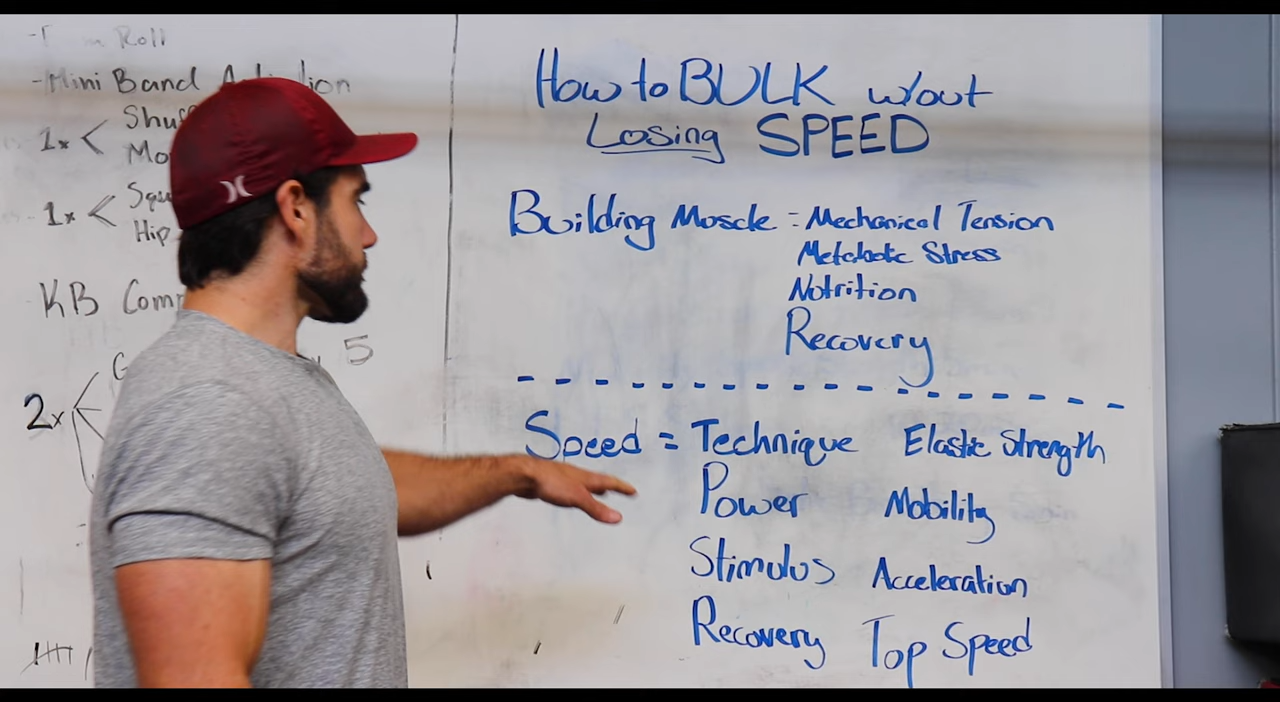 Roll
- Mini Band
1x <
1x <
Hip
KB
5
2x
How to BULK w/out
Losing SPEED
Building Muscle = Mechanical Tension
Metabolic Stress
Nutrition
Recovery
Speed = Technique Elastic Strength
Power Mobility
Stimulus Acceleration
Recovery Top Speed